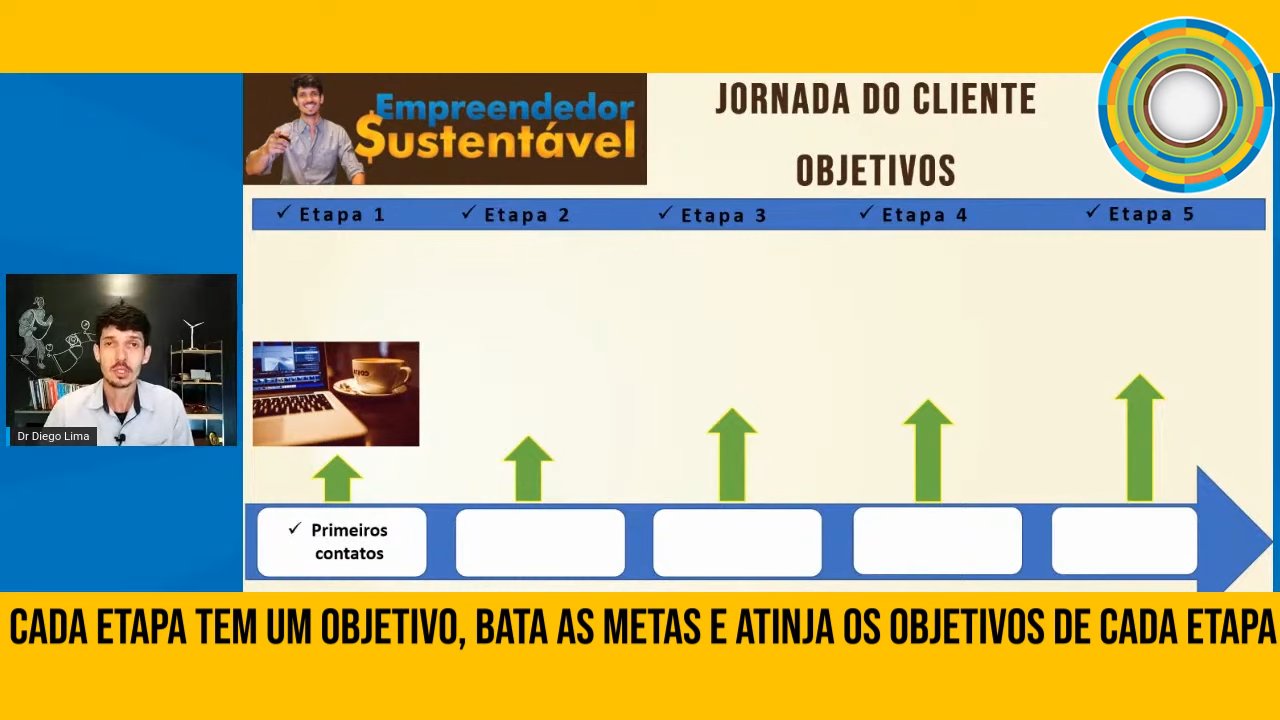 Empreendedor
$ustentável
JORNADA DO CLIENTE
OBJETIVOS
✓ Etapa 1
✓ Etapa 2
✓ Etapa 3
✓ Etapa 4
✓ Etapa 5
Dr Diego Lima
✓ Primeiros
contatos
CADA ETAPA TEM UM OBJETIVO, BATA AS METAS E ATINJA OS OBJETIVOS DE CADA ETAPA